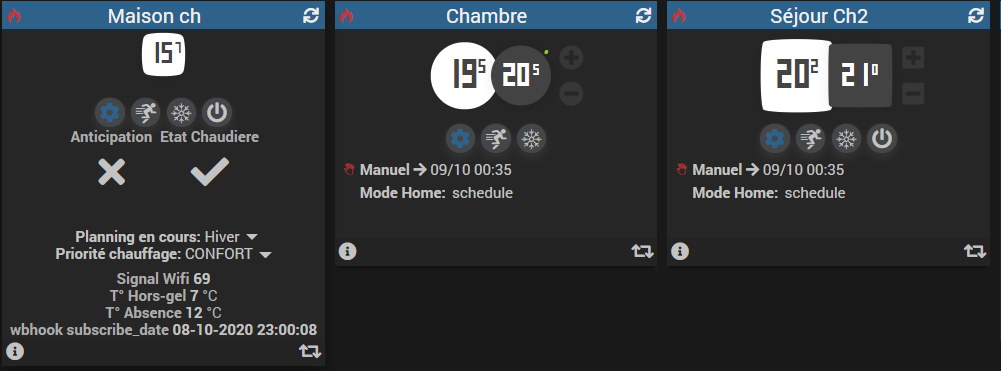 Maison ch
15 7
Anticipation Etat Chaudiere
Planning en cours: Hiver
Priorité chauffage: CONFORT
Signal Wifi 69
T° Hors-gel 7 °C
T° Absence 12 °C
wbhook subscribe_date 08-10-2020 23:00:08
Chambre
19 5 20 5
Manuel 09/10 00:35
Mode Home: schedule
Séjour Ch2
20 2 21 0
Manuel 09/10 00:35
Mode Home: schedule